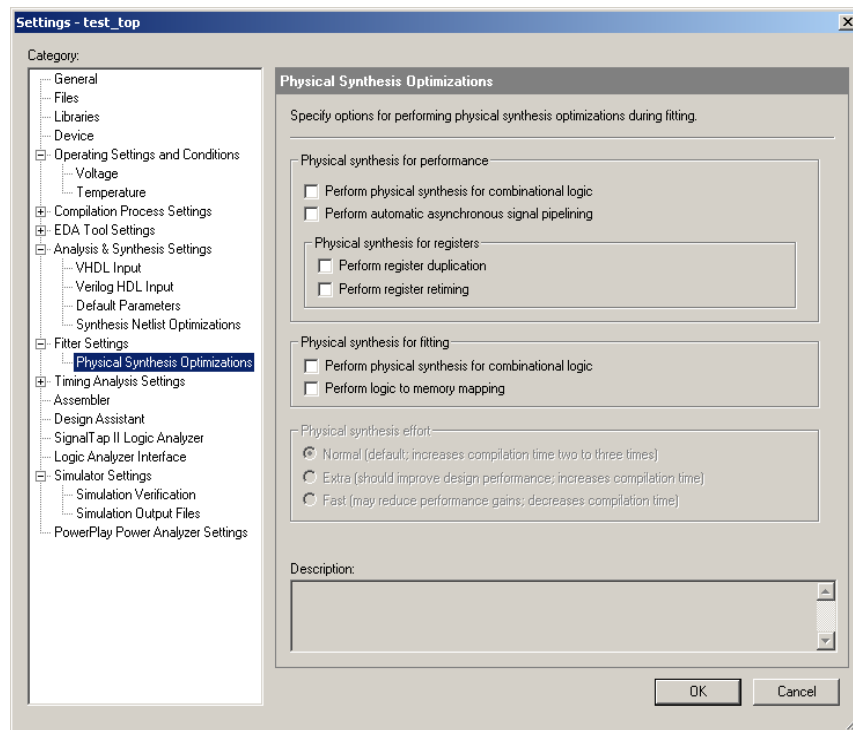 Settings - test_top
Category:
General
Files
Libraries
Device
Operating Settings and Conditions
Voltage
Temperature
Compilation Process Settings
EDA Tool Settings
Analysis & Synthesis Settings
VHDL Input
Verilog HDL Input
Default Parameters
Synthesis Netlist Optimizations
Fitter Settings
Physical Synthesis Optimizations
Timing Analysis Settings
Assembler
Design Assistant
SignalTap II Logic Analyzer
Logic Analyzer Interface
Simulator Settings
Simulation Verification
Simulation Output Files
PowerPlay Power Analyzer Settings
Physical Synthesis Optimizations
Specify options for performing physical synthesis optimizations during fitting.
Physical synthesis for performance
Perform physical synthesis for combinational logic
Perform automatic asynchronous signal pipelining
Physical synthesis for registers
Perform register duplication
Perform register retiming
Physical synthesis for fitting
Perform physical synthesis for combinational logic
Perform logic to memory mapping
Physical synthesis effort
Normal (default; increases compilation time two to three times)
Extra (should improve design performance; increases compilation time)
Fast (may reduce performance gains; decreases compilation time)
Description:
OK
Cancel